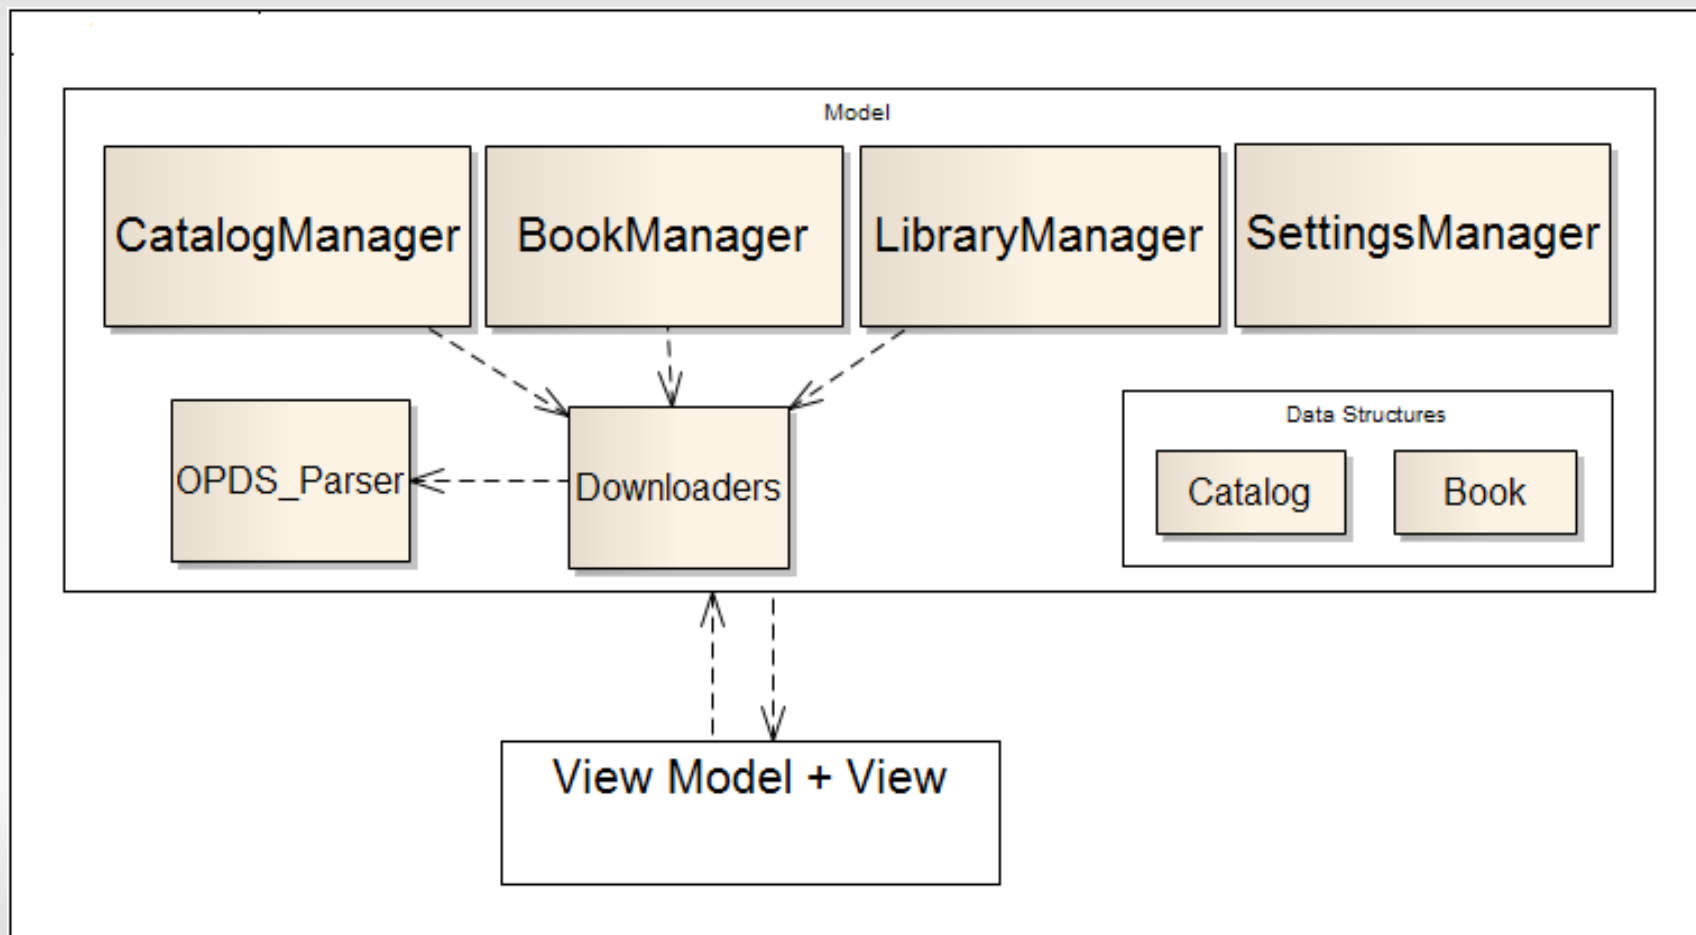 Model
CatalogManager
BookManager
LibraryManager
SettingsManager
OPDS_Parser
Downloaders
Data Structures
Catalog
Book
View Model + View